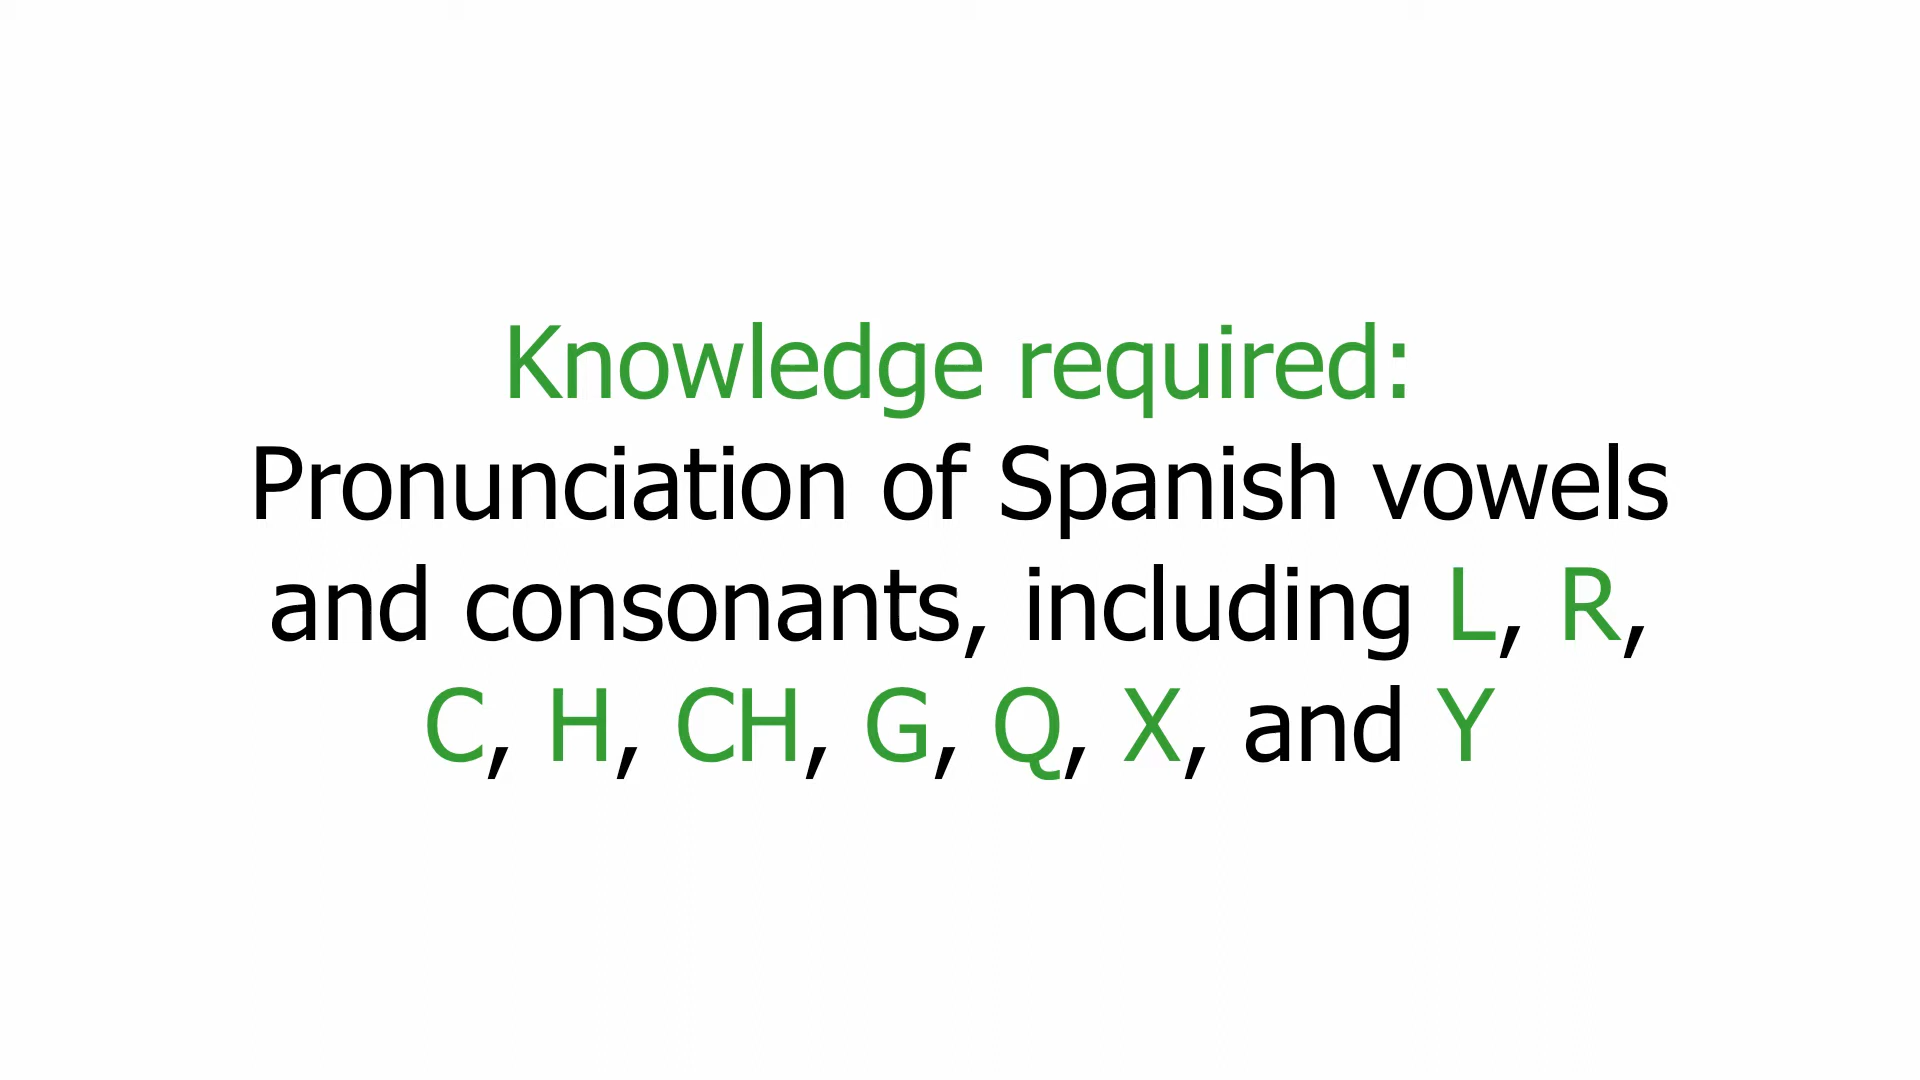 Knowledge required:
Pronunciation of Spanish vowels
and consonants, including L, R,
C, H, CH, G, Q, X, and Y